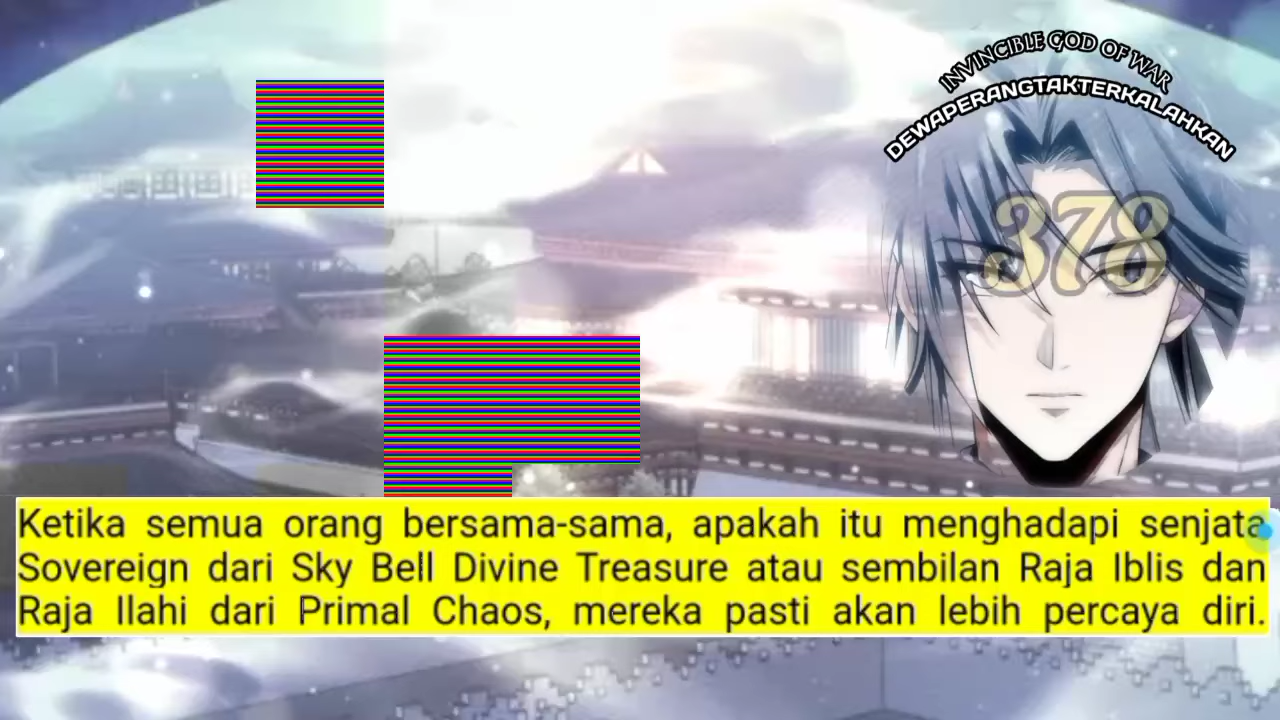 INVINCIBLE GOD OF WAR
DEWAPERANGTAKTERKALAHKAN
378
Ketika semua orang bersama-sama, apakah itu menghadapi senjata
Sovereign dari Sky Bell Divine Treasure atau sembilan Raja Iblis dan
Raja Ilahi dari Primal Chaos, mereka pasti akan lebih percaya diri.